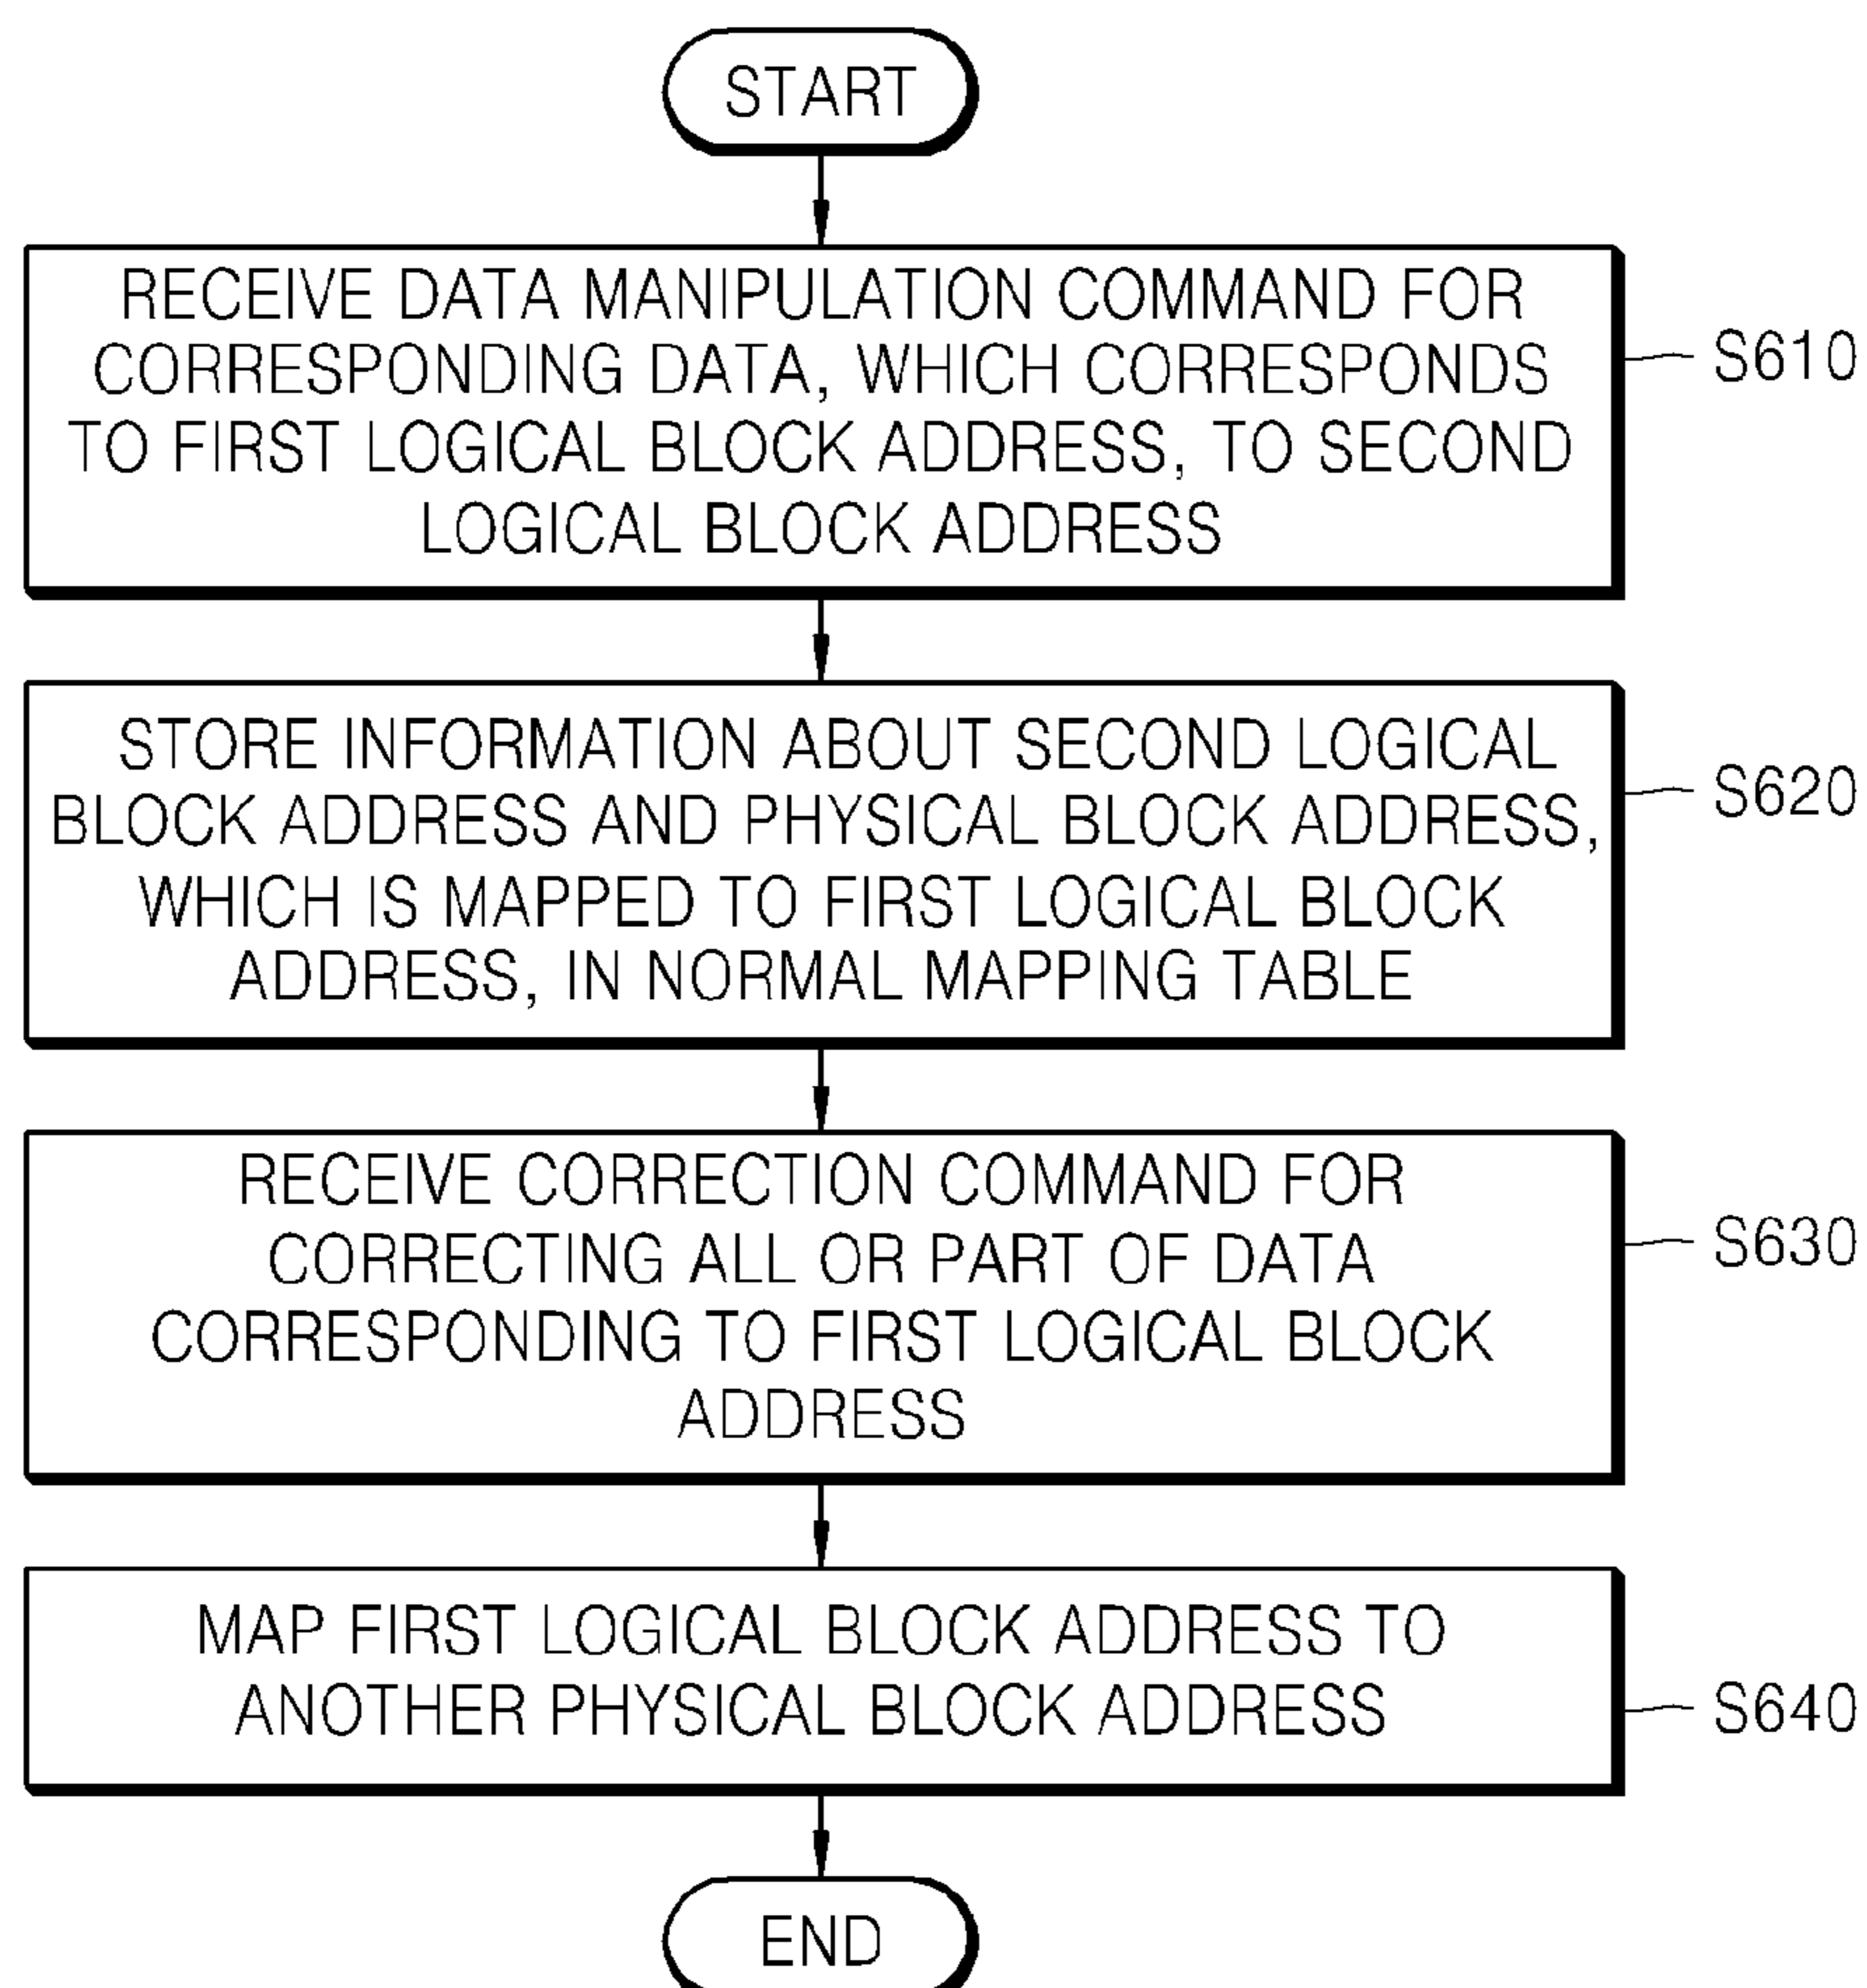 START
RECEIVE DATA MANIPULATION COMMAND FOR
CORRESPONDING DATA, WHICH CORRESPONDS
TO FIRST LOGICAL BLOCK ADDRESS, TO SECOND
LOGICAL BLOCK ADDRESS
S610
STORE INFORMATION ABOUT SECOND LOGICAL
BLOCK ADDRESS AND PHYSICAL BLOCK ADDRESS,
WHICH IS MAPPED TO FIRST LOGICAL BLOCK
ADDRESS, IN NORMAL MAPPING TABLE
S620
RECEIVE CORRECTION COMMAND FOR
CORRECTING ALL OR PART OF DATA
CORRESPONDING TO FIRST LOGICAL BLOCK
ADDRESS
S630
MAP FIRST LOGICAL BLOCK ADDRESS TO
ANOTHER PHYSICAL BLOCK ADDRESS
S640
END